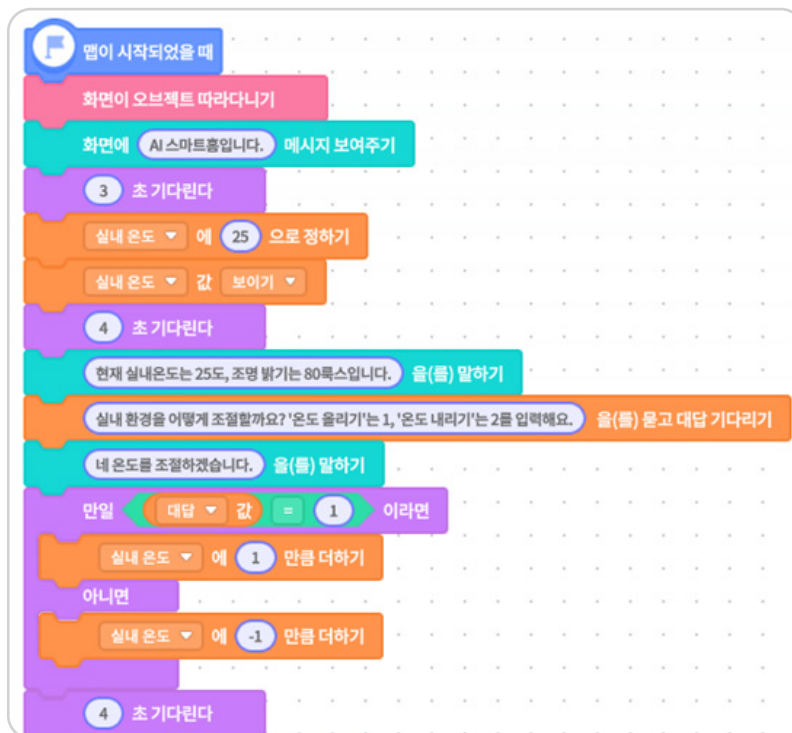 맵이 시작되었을 때
화면이 오브젝트 따라다니기
화면에 AI 스마트홈입니다. 메시지 보여주기
3 초 기다린다
실내 온도 에 25 으로 정하기
실내 온도 값 보이기
4 초 기다린다
현재 실내온도는 25도, 조명 밝기는 80룩스입니다. 을(를) 말하기
실내 환경을 어떻게 조절할까요? '온도 올리기'는 1, '온도 내리기'는 2를 입력해요. 을(를) 묻고 대답 기다리기
네 온도를 조절하겠습니다. 을(를) 말하기
만일 대답 값 = 1 이라면
실내 온도 에 1 만큼 더하기
아니면
실내 온도 에 -1 만큼 더하기
4 초 기다린다